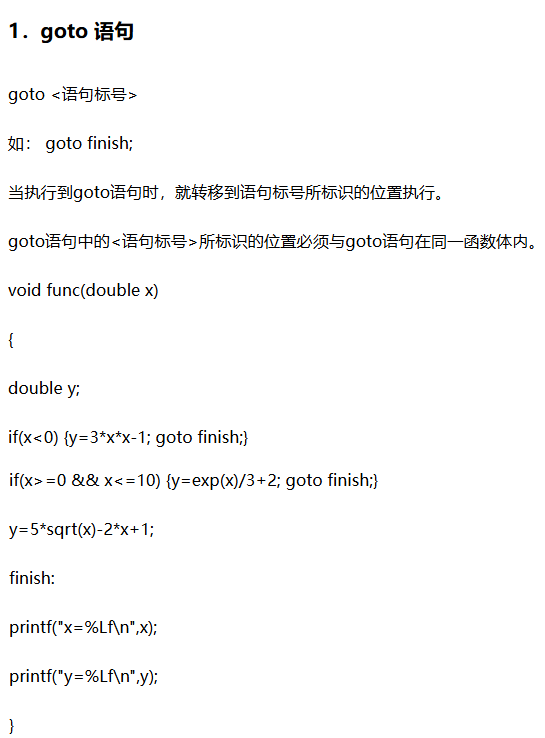 1．goto 语句
goto <语句标号>
如： goto finish;
当执行到goto语句时，就转移到语句标号所标识的位置执行。
goto语句中的<语句标号>所标识的位置必须与goto语句在同一函数体内。
void func(double x)
{
double y;
if(x<0) {y=3*x*x-1; goto finish;}
if(x>=0 && x<=10) {y=exp(x)/3+2; goto finish;}
y=5*sqrt(x)-2*x+1;
finish:
printf("x=%Lf\n",x);
printf("y=%Lf\n",y);
}